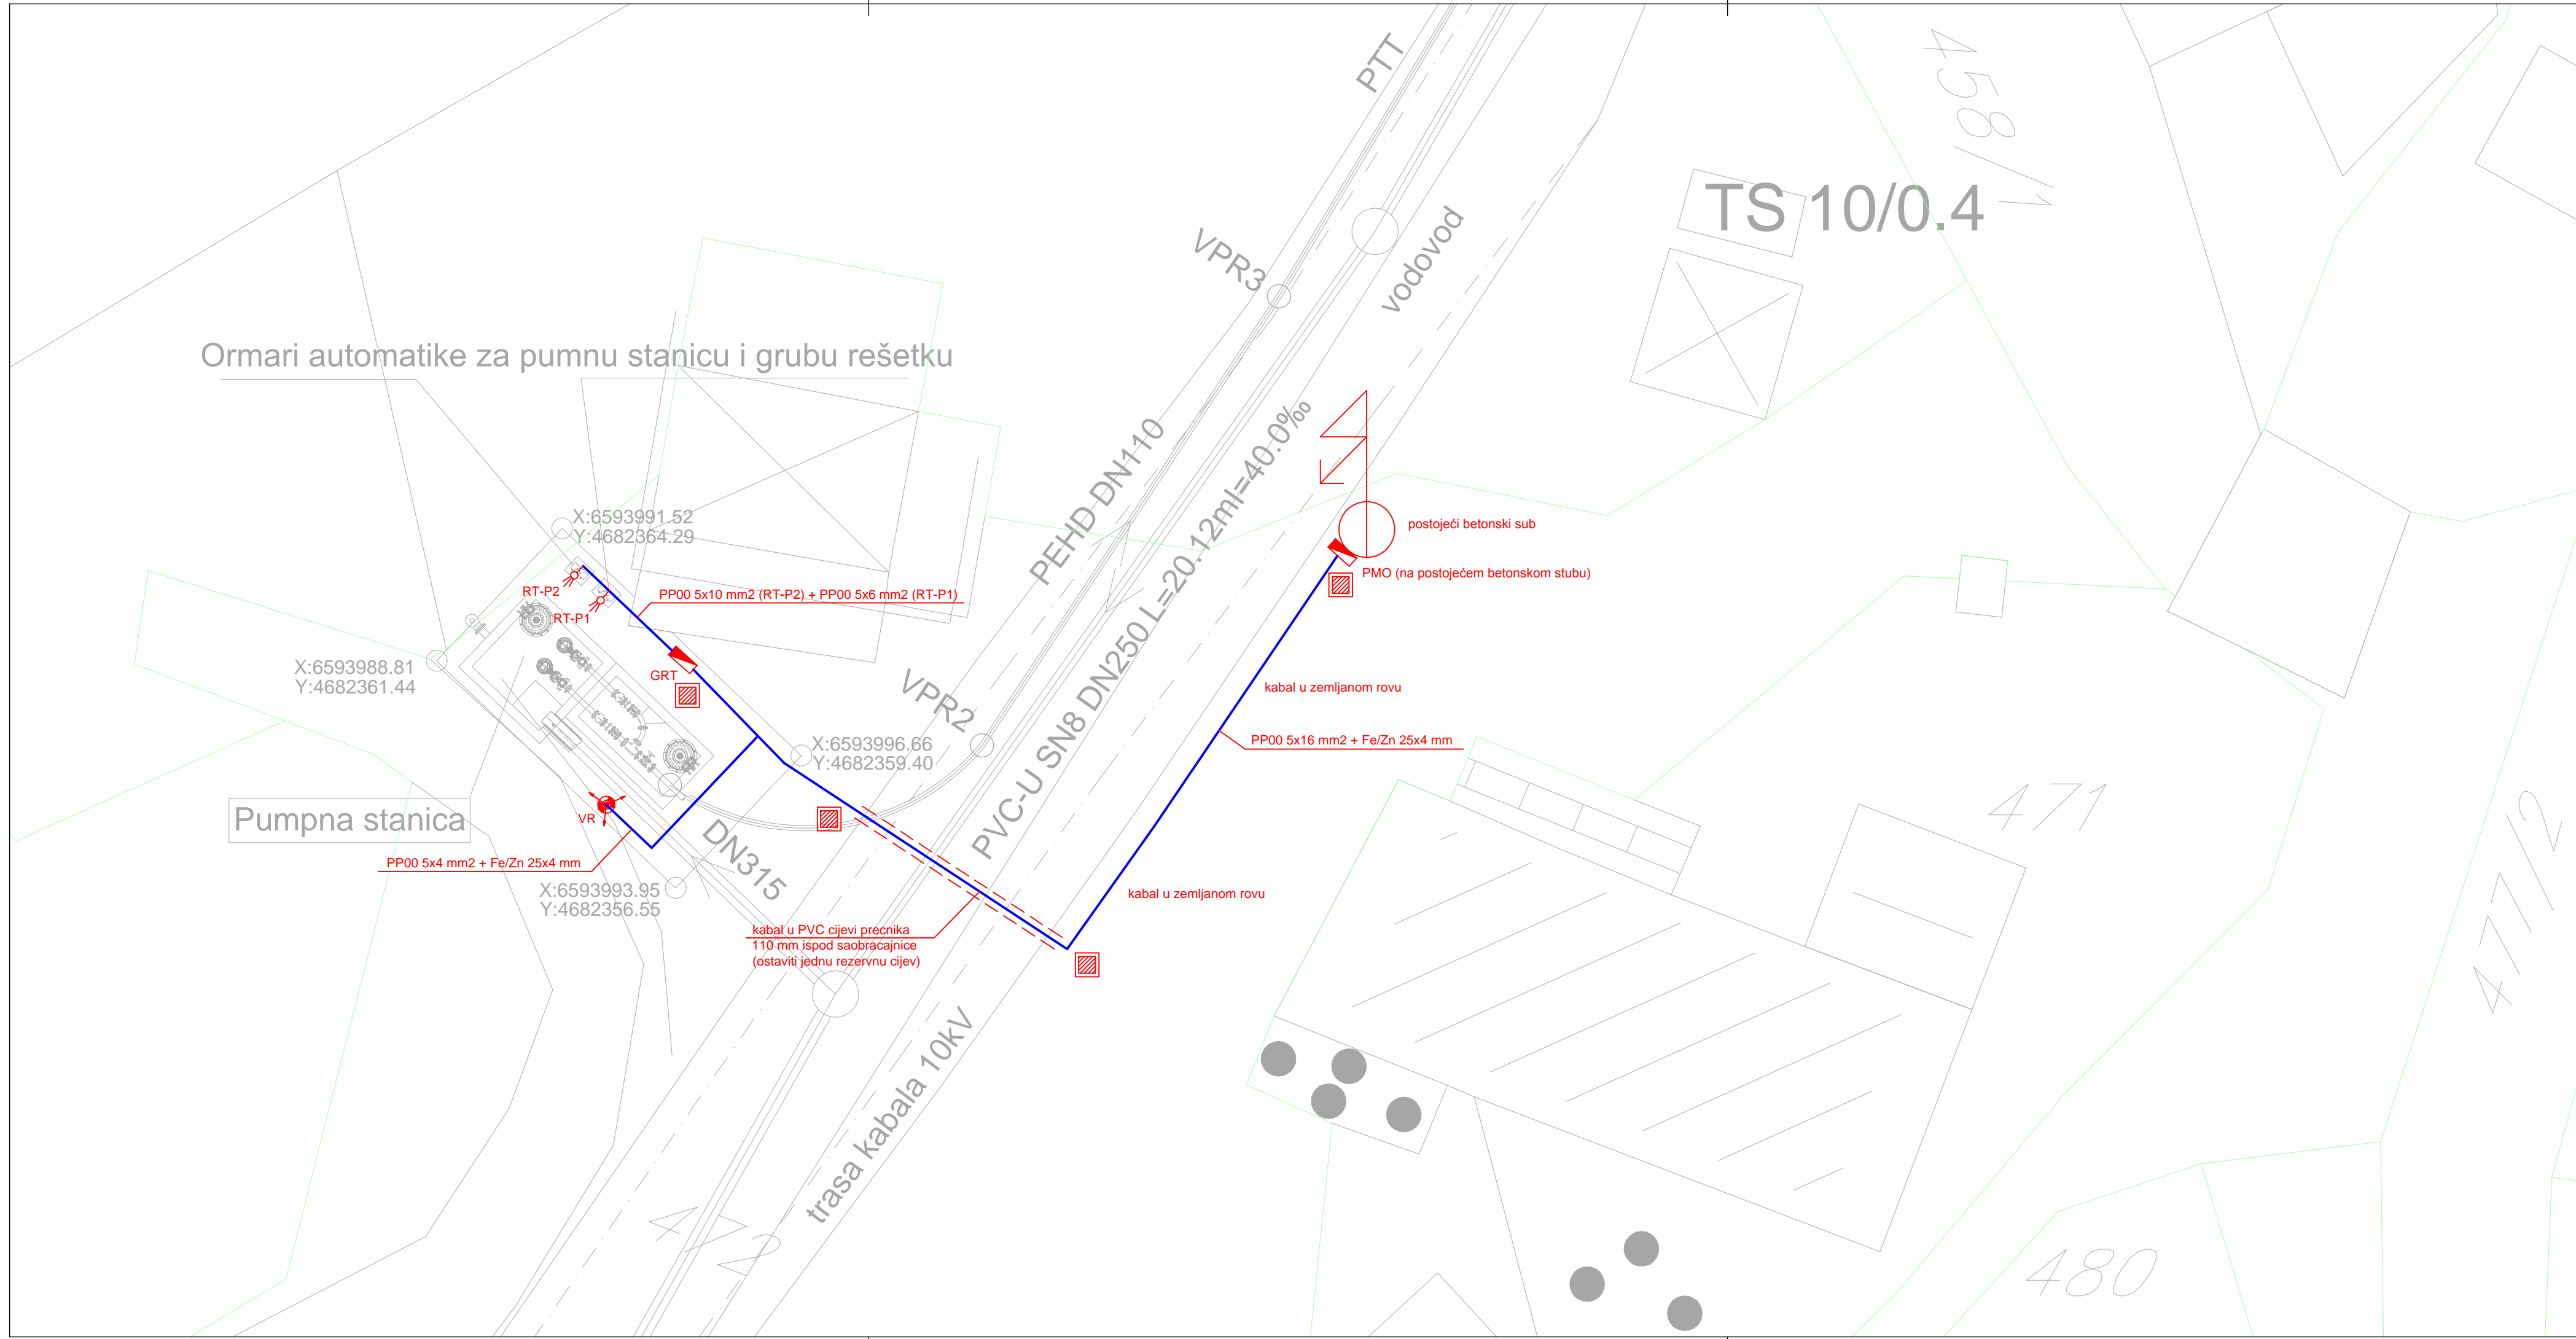 PTT
458/1
TS 10/0.4
VPR3
vodovod
Ormari automatike za pumnu stanicu i grubu rešetku
PEHD DN110
PVC-U SN8 DN250 L=20.12mI=40.0‰
X:6593991.52
Y:4682364.29
postojeći betonski sub
PMO (na postojećem betonskom stubu)
RT-P2
RT-P1
PP00 5x10 mm2 (RT-P2) + PP00 5x6 mm2 (RT-P1)
X:6593988.81
Y:4682361.44
GRT
VPR2
kabal u zemljanom rovu
X:6593996.66
Y:4682359.40
PP00 5x16 mm2 + Fe/Zn 25x4 mm
Pumpna stanica
VR
DN315
471
477/2
PP00 5x4 mm2 + Fe/Zn 25x4 mm
X:6593993.95
Y:4682356.55
kabal u zemljanom rovu
kabal u PVC cijevi precnika
110 mm ispod saobracajnice
(ostaviti jednu rezervnu cijev)
trasa kabala 10kV
472
480